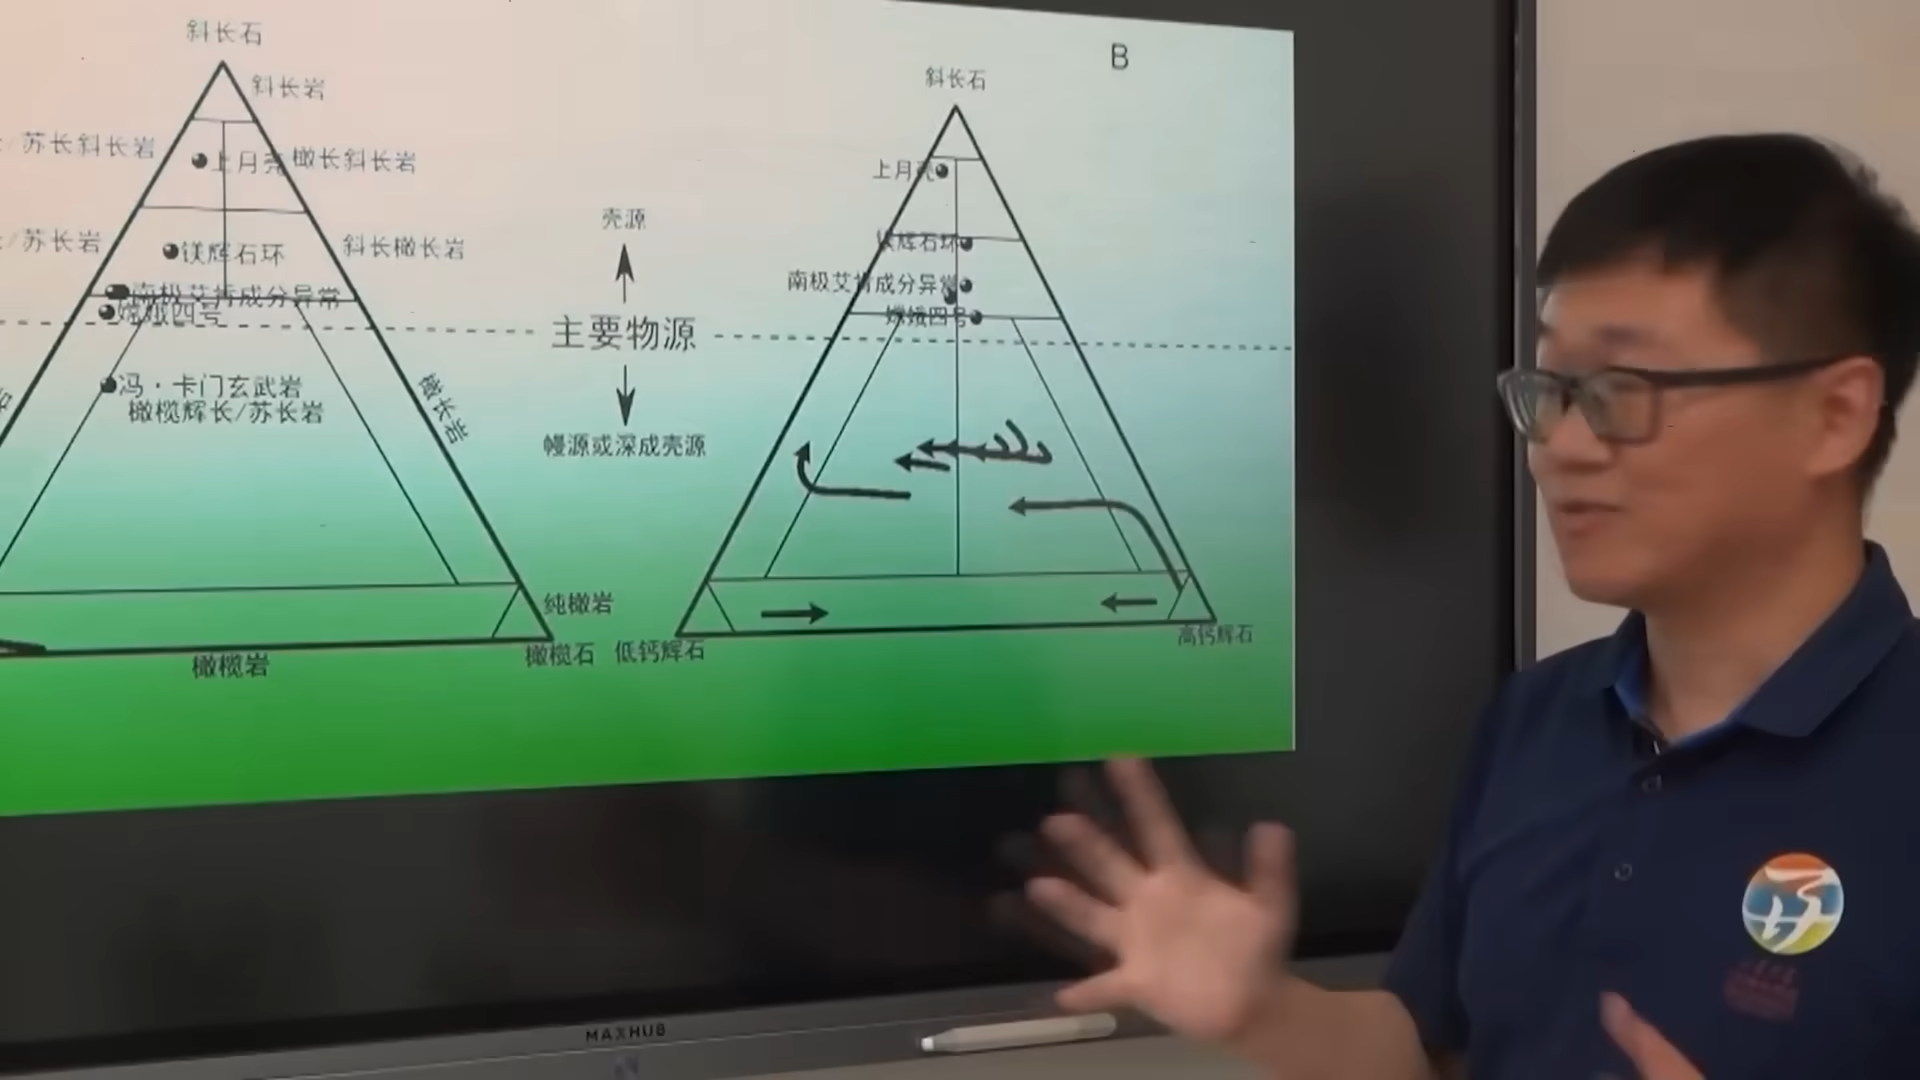 斜长石
斜长岩
/苏长斜长岩
上月壳
橄长斜长岩
/苏长岩
镁辉石环
斜长橄长岩
南极艾肯成分异常
嫦娥四号
冯·卡门玄武岩
橄榄辉长/苏长岩
橄长岩
岩
纯橄岩
橄榄石
橄榄岩
壳源
主要物源
幔源或深成壳源
B
斜长石
上月壳
镁辉石环
南极艾肯成分异常
嫦娥四号
低钙辉石
高钙辉石
MAXHUB